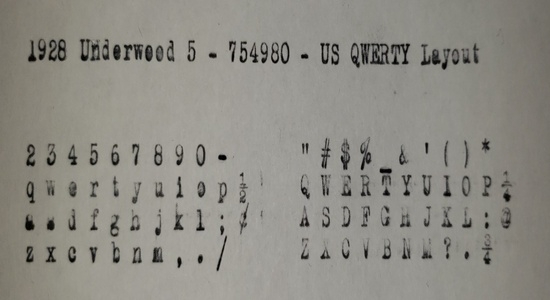 1928 Underwood 5 - 754980 - US QWERTY Layout
2 3 4 5 6 7 8 9 0 - " # $ % _ & ' ( ) *
q w e r t y u i o p ½ Q W E R T Y U I O P ¼
a s d f g h j k l ; ¢ A S D F G H J K L : @
z x c v b n m , . / Z X C V B N M ? . ¾